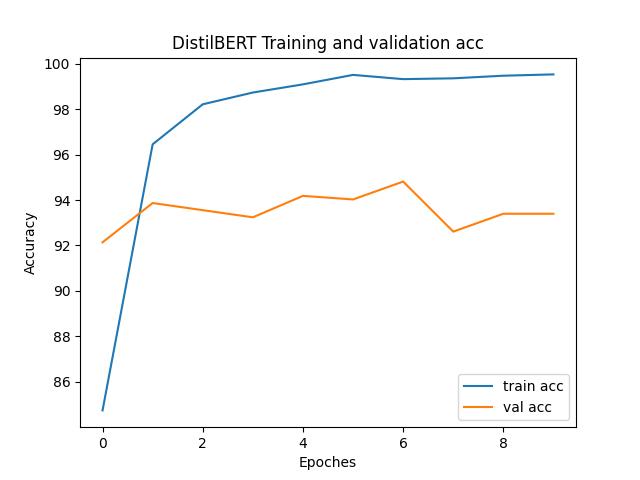 DistilBERT Training and validation acc
100
98
96
94
92
90
88
86
Accuracy
0
2
4
6
8
Epoches
train acc
val acc